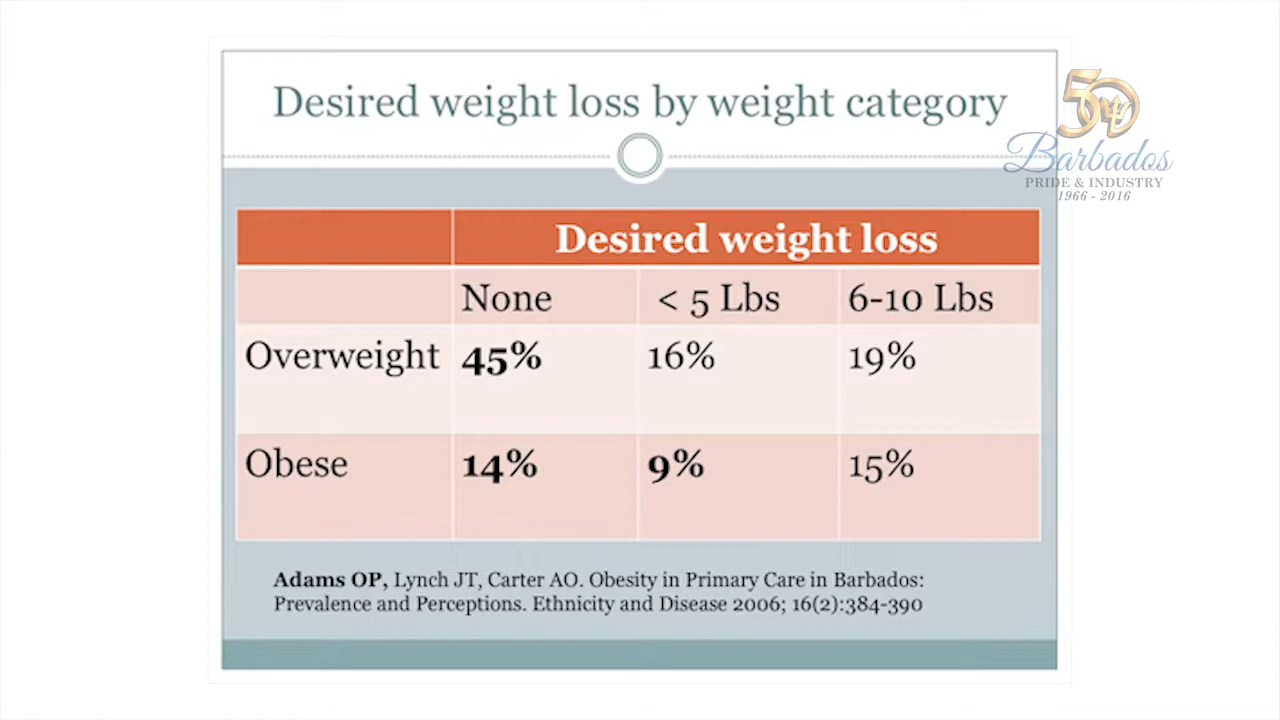 Desired weight loss by weight category
50
Barbados
PRIDE & INDUSTRY
1966 - 2016
Desired weight loss
None < 5 Lbs 6-10 Lbs
Overweight 45% 16% 19%
Obese 14% 9% 15%
Adams OP, Lynch JT, Carter AO. Obesity in Primary Care in Barbados:
Prevalence and Perceptions. Ethnicity and Disease 2006; 16(2):384-390